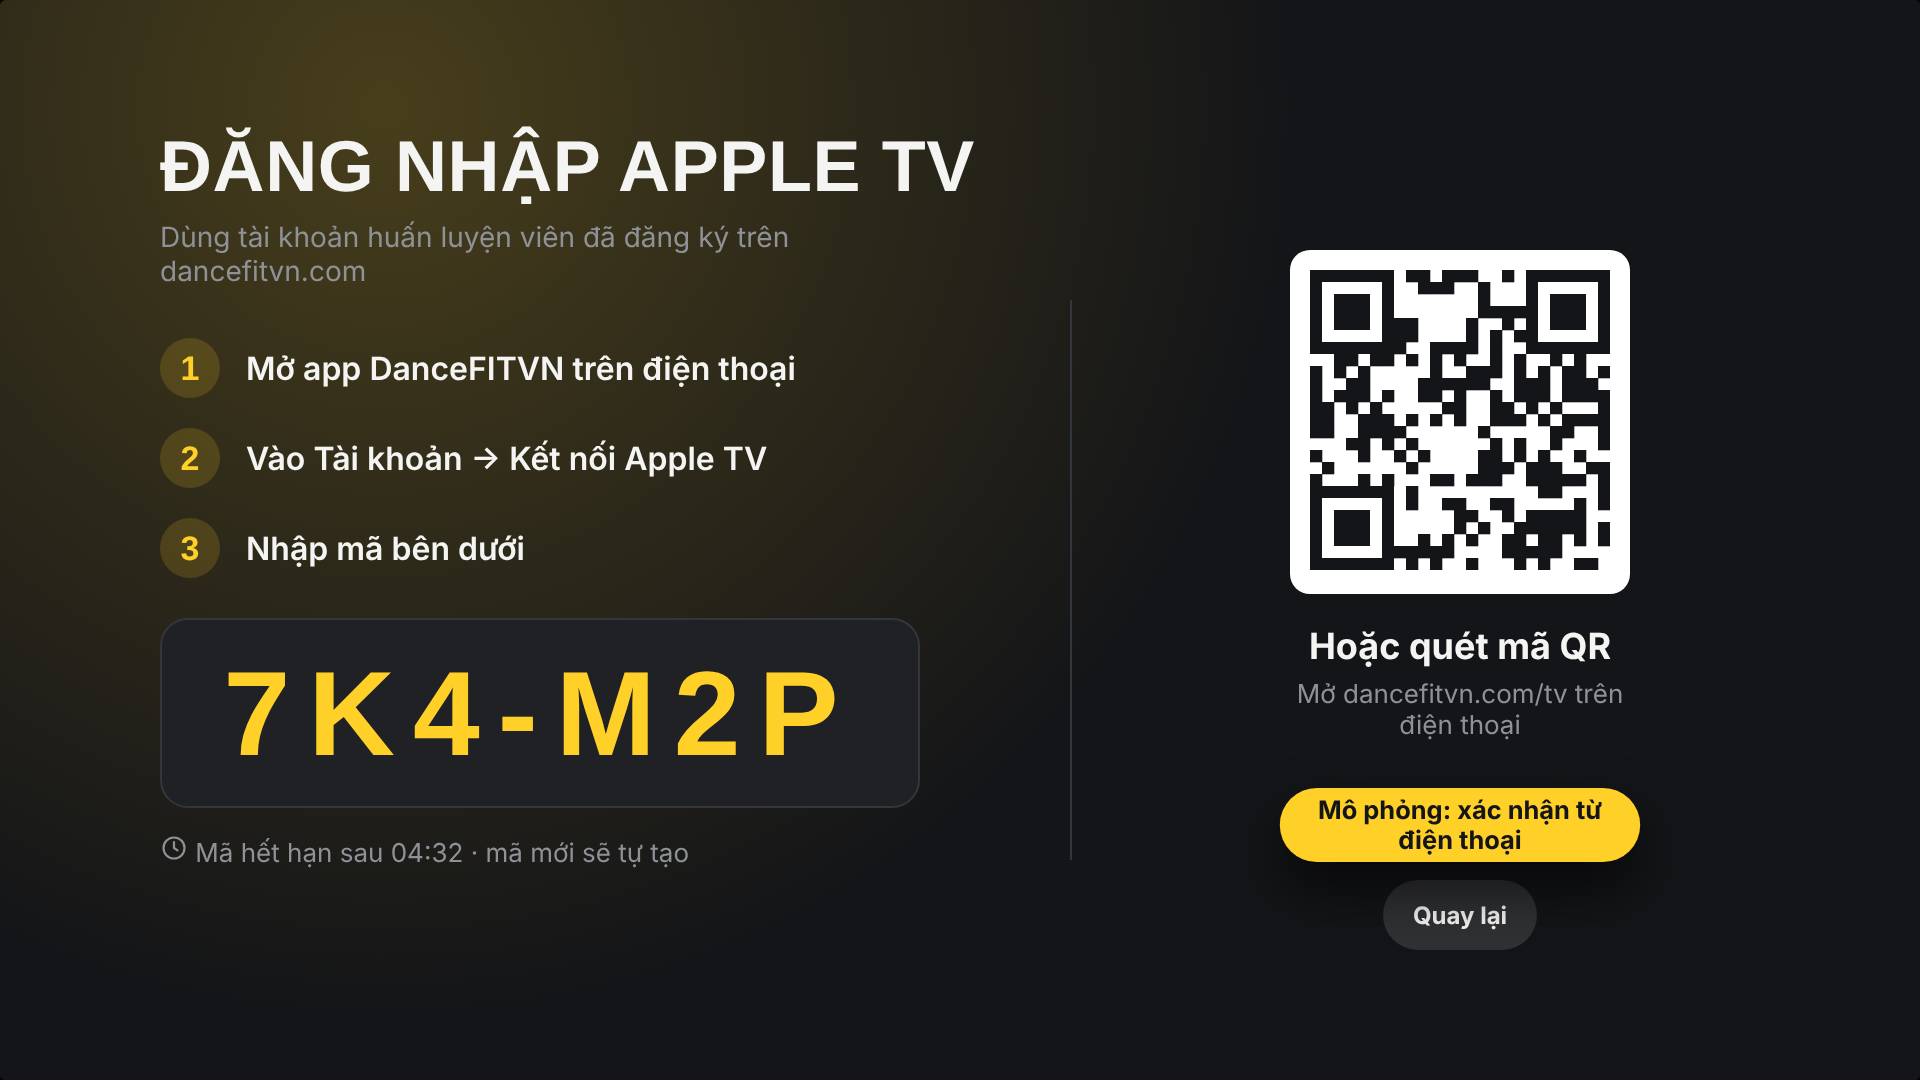 ĐĂNG NHẬP APPLE TV
Dùng tài khoản huấn luyện viên đã đăng ký trên
dancefitvn.com
1 Mở app DanceFITVN trên điện thoại
2 Vào Tài khoản → Kết nối Apple TV
3 Nhập mã bên dưới
7K4-M2P
Mã hết hạn sau 04:32 · mã mới sẽ tự tạo
Hoặc quét mã QR
Mở dancefitvn.com/tv trên
điện thoại
Mô phỏng: xác nhận từ
điện thoại
Quay lại